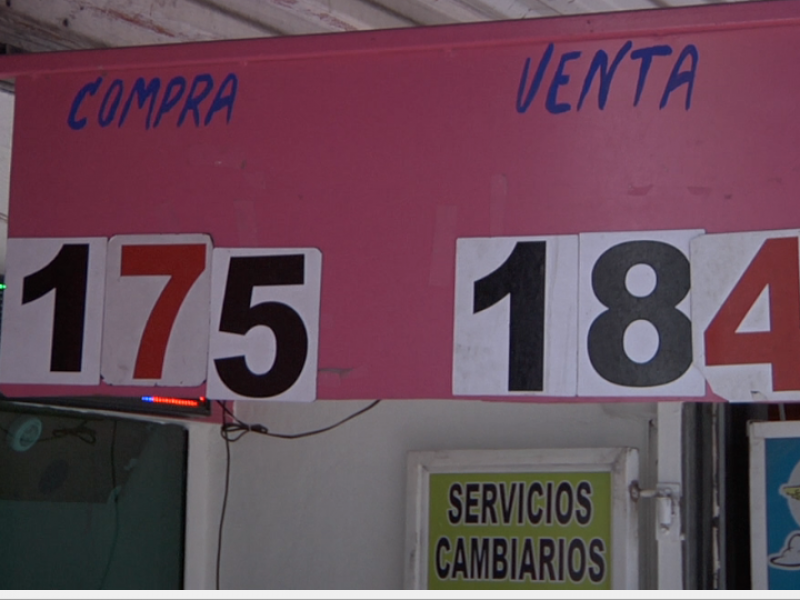 COMPRA VENTA
175 184
SERVICIOS
CAMBIARIOS